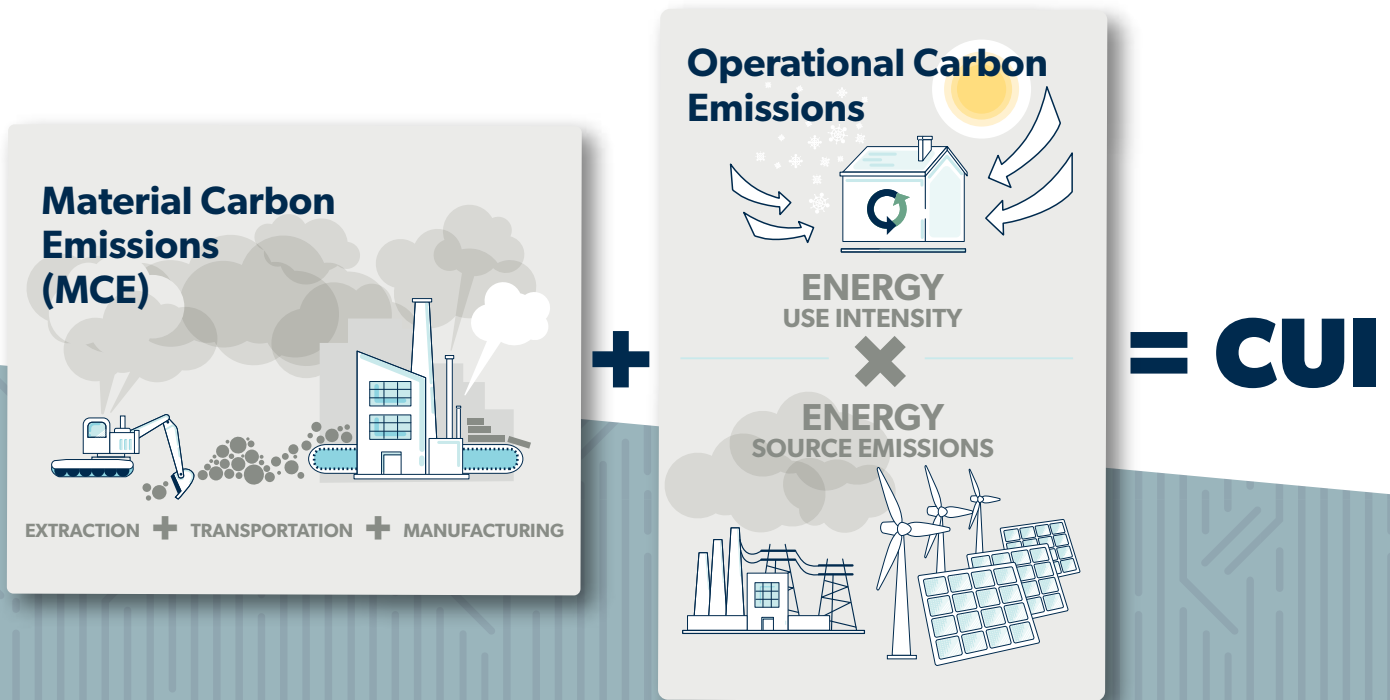 Material Carbon
Emissions
(MCE)
EXTRACTION + TRANSPORTATION + MANUFACTURING
+
Operational Carbon
Emissions
ENERGY
USE INTENSITY
×
ENERGY
SOURCE EMISSIONS
= CUI